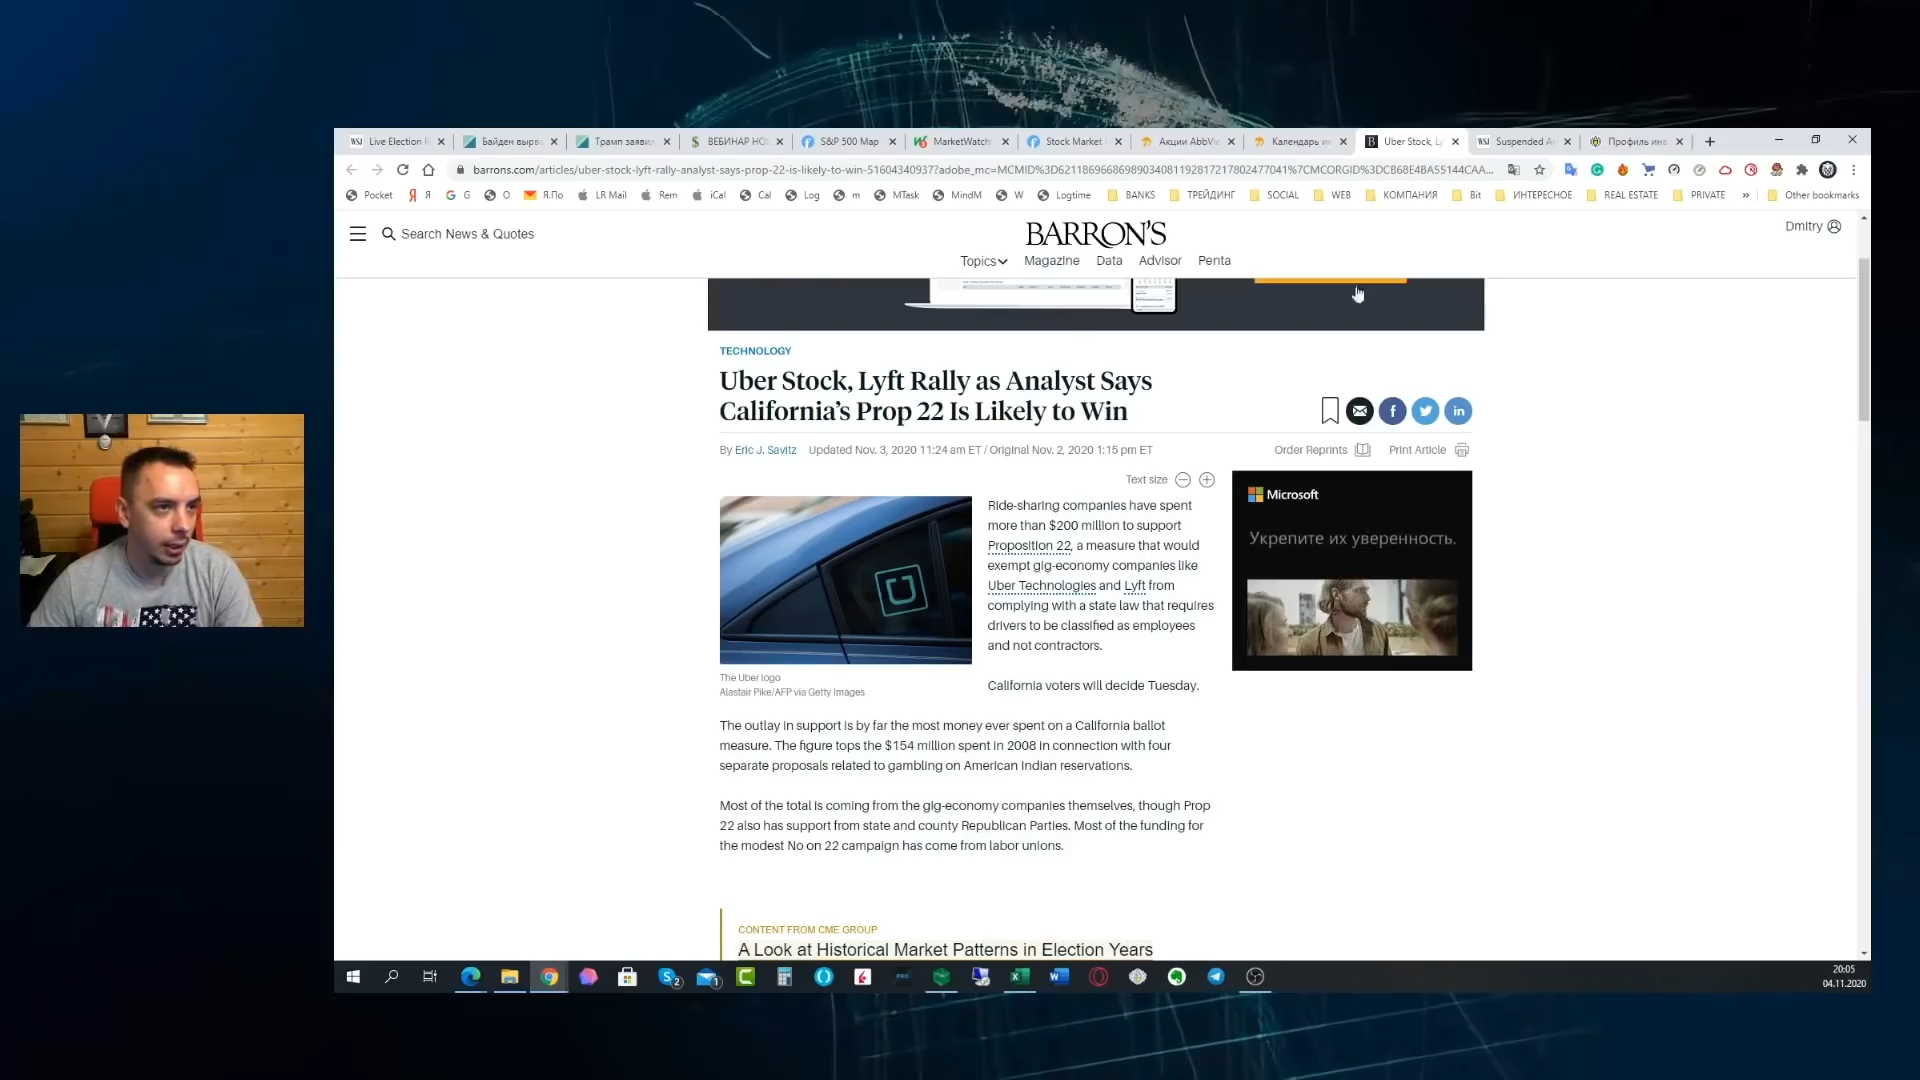 Live Election R
Байден вырв
Трамп заявил
ВЕБИНАР НО
S&P 500 Map
MarketWatch
Stock Market
Акции AbbVie
Календарь ин
Uber Stock, Ly
Suspended A
Профиль инв
barrons.com/articles/uber-stock-lyft-rally-analyst-says-prop-22-is-likely-to-win-51604340937?adobe_mc=MCMID%3D62118696686989034081192817217802477041%7CMCORGID%3DCB68E4BA55144CAA...
Pocket
Я
G
O
Я.По
LR Mail
Rem
iCal
Cal
Log
m
MTask
MindM
W
Logtime
BANKS
ТРЕЙДИНГ
SOCIAL
WEB
КОМПАНИЯ
Bit
ИНТЕРЕСНОЕ
REAL ESTATE
PRIVATE
»
Other bookmarks
Search News & Quotes
BARRON'S
Dmitry
Topics
Magazine
Data
Advisor
Penta
TECHNOLOGY
Uber Stock, Lyft Rally as Analyst Says
California's Prop 22 Is Likely to Win
By Eric J. Savitz Updated Nov. 3, 2020 11:24 am ET / Original Nov. 2, 2020 1:15 pm ET
Order Reprints
Print Article
Text size
Ride-sharing companies have spent
more than $200 million to support
Proposition 22, a measure that would
exempt gig-economy companies like
Uber Technologies and Lyft from
complying with a state law that requires
drivers to be classified as employees
and not contractors.
California voters will decide Tuesday.
Microsoft
Укрепите их уверенность.
The Uber logo
Alastair Pike/AFP via Getty Images
The outlay in support is by far the most money ever spent on a California ballot
measure. The figure tops the $154 million spent in 2008 in connection with four
separate proposals related to gambling on American Indian reservations.
Most of the total is coming from the gig-economy companies themselves, though Prop
22 also has support from state and county Republican Parties. Most of the funding for
the modest No on 22 campaign has come from labor unions.
CONTENT FROM CME GROUP
A Look at Historical Market Patterns in Election Years
20:05
04.11.2020